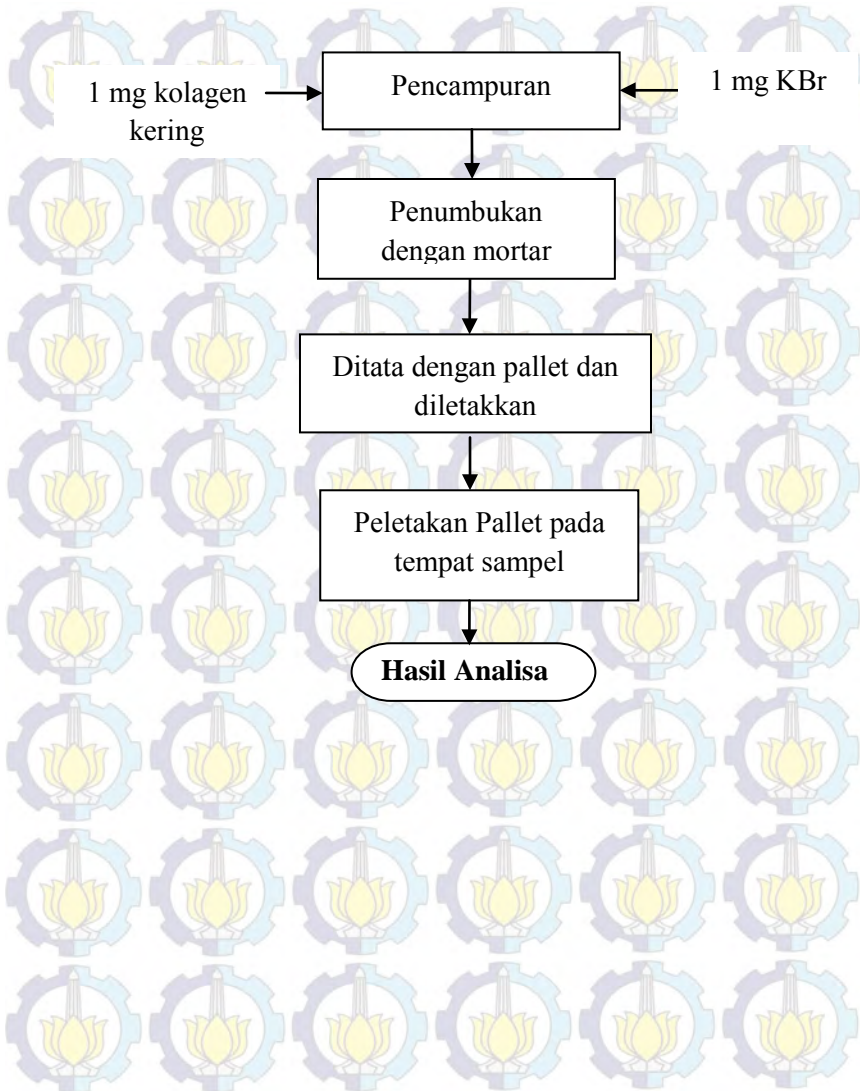 1 mg kolagen
kering
Pencampuran
1 mg KBr
Penumbukan
dengan mortar
Ditata dengan pallet dan
diletakkan
Peletakan Pallet pada
tempat sampel
Hasil Analisa